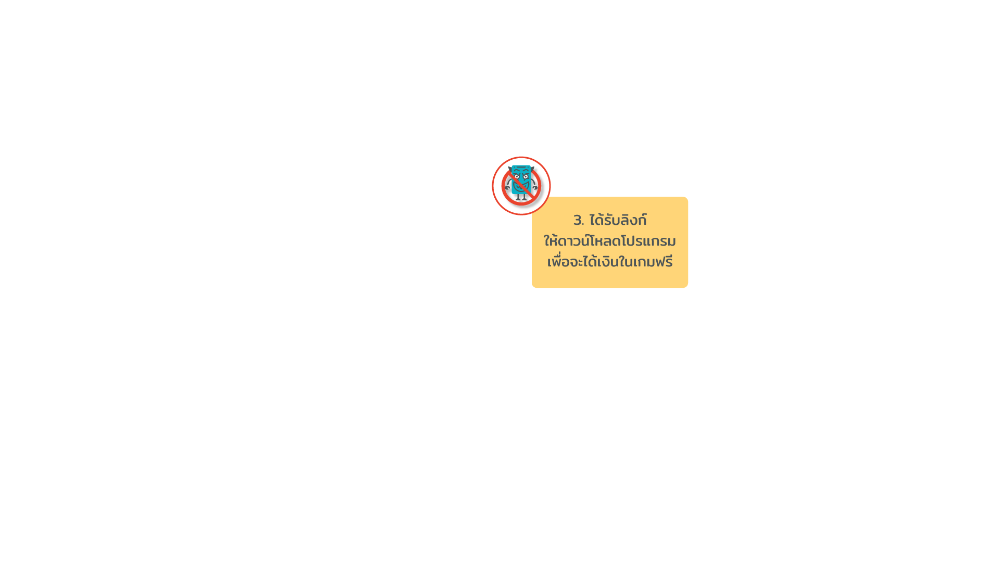 3. ได้รับลิงก์
ให้ดาวน์โหลดโปรแกรม
เพื่อจะได้เงินในเกมฟรี